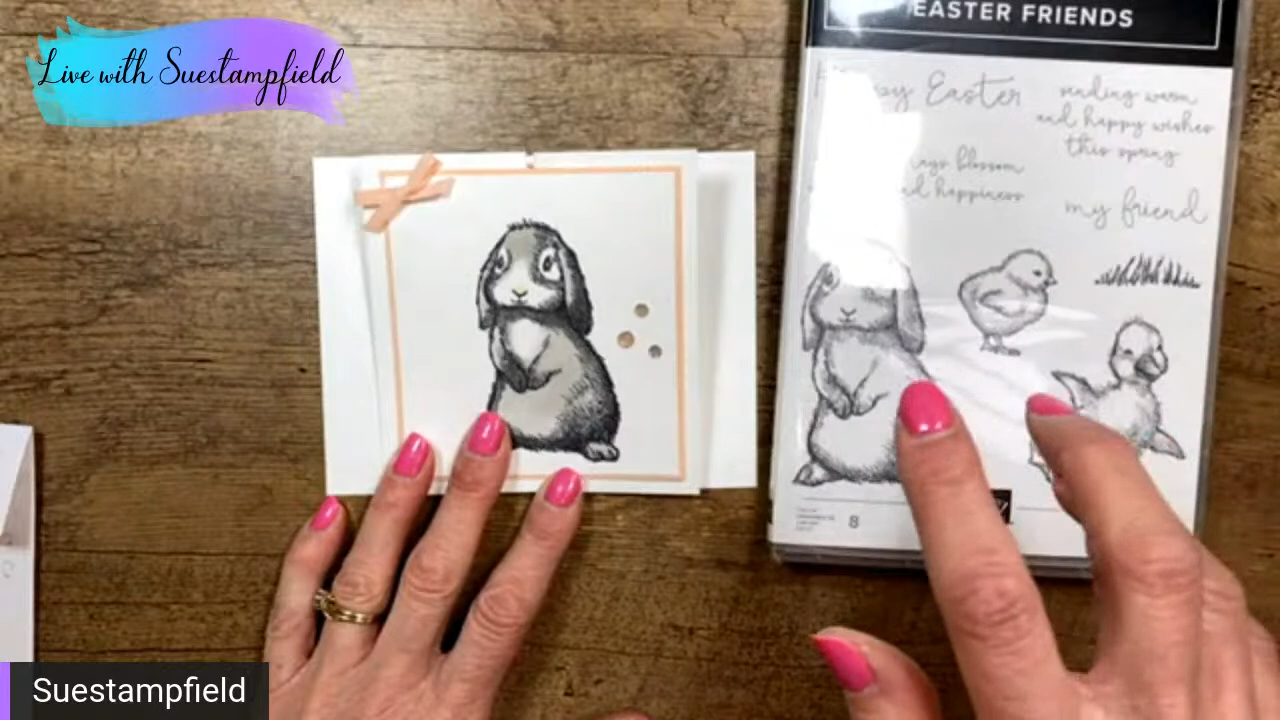 Live with Suestampfield
EASTER FRIENDS
Easter
sending warm
and happy wishes
this spring
blossom
happiness
my friend
8
Suestampfield